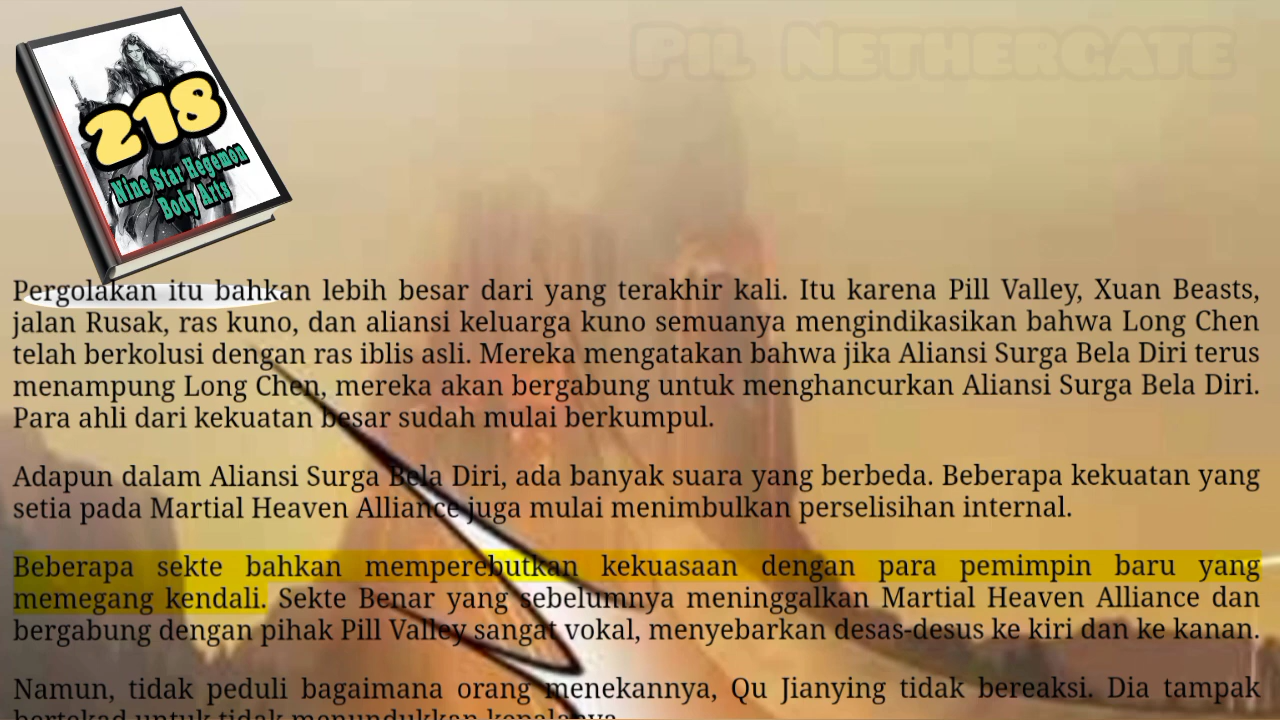 Pil Nethergate
218
Nine Star Hegemon
Body Arts
Pergolakan itu bahkan lebih besar dari yang terakhir kali. Itu karena Pill Valley, Xuan Beasts,
jalan Rusak, ras kuno, dan aliansi keluarga kuno semuanya mengindikasikan bahwa Long Chen
telah berkolusi dengan ras iblis asli. Mereka mengatakan bahwa jika Aliansi Surga Bela Diri terus
menampung Long Chen, mereka akan bergabung untuk menghancurkan Aliansi Surga Bela Diri.
Para ahli dari kekuatan besar sudah mulai berkumpul.
Adapun dalam Aliansi Surga Bela Diri, ada banyak suara yang berbeda. Beberapa kekuatan yang
setia pada Martial Heaven Alliance juga mulai menimbulkan perselisihan internal.
Beberapa sekte bahkan memperebutkan kekuasaan dengan para pemimpin baru yang
memegang kendali. Sekte Benar yang sebelumnya meninggalkan Martial Heaven Alliance dan
bergabung dengan pihak Pill Valley sangat vokal, menyebarkan desas-desus ke kiri dan ke kanan.
Namun, tidak peduli bagaimana orang menekannya, Qu Jianying tidak bereaksi. Dia tampak
bertekad untuk tidak menundukkan kepalanya.